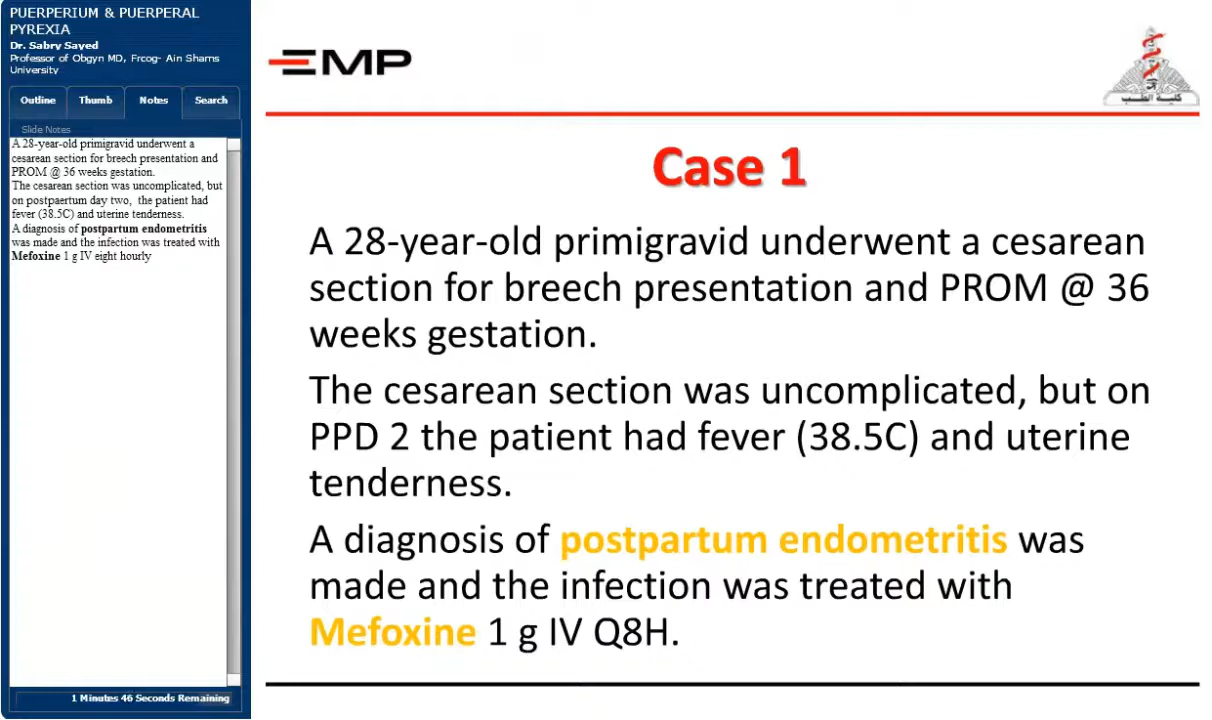 PUERPERIUM & PUERPERAL
PYREXIA
Dr. Sabry Sayed
Professor of Obgyn MD, Frcog- Ain Shams
University
Outline
Thumb
Notes
Search
Slide Notes
A 28-year-old primigravid underwent a
cesarean section for breech presentation and
PROM @ 36 weeks gestation.
The cesarean section was uncomplicated, but
on postpaertum day two, the patient had
fever (38.5C) and uterine tenderness.
A diagnosis of postpartum endometritis
was made and the infection was treated with
Mefoxine 1 g IV eight hourly
1 Minutes 46 Seconds Remaining
EMP
كلية الطب
Case 1
A 28-year-old primigravid underwent a cesarean
section for breech presentation and PROM @ 36
weeks gestation.
The cesarean section was uncomplicated, but on
PPD 2 the patient had fever (38.5C) and uterine
tenderness.
A diagnosis of postpartum endometritis was
made and the infection was treated with
Mefoxine 1 g IV Q8H.